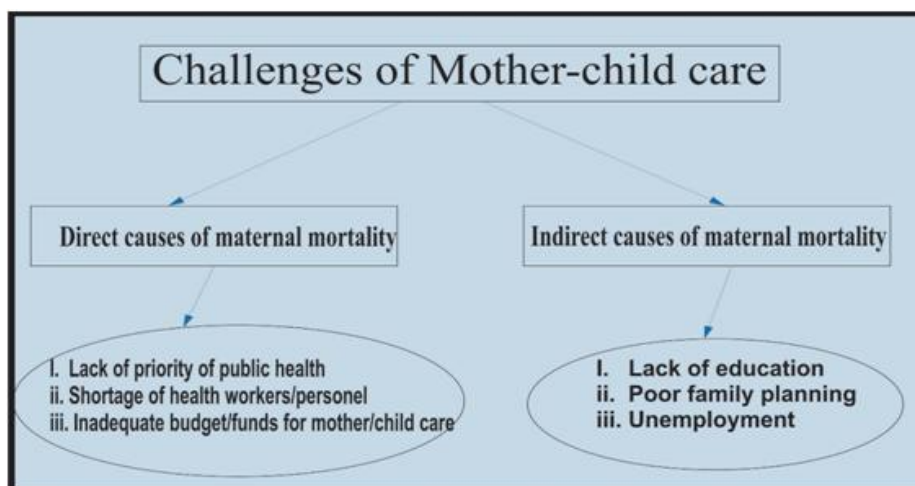 Challenges of Mother-child care
Direct causes of maternal mortality
Indirect causes of maternal mortality
I. Lack of priority of public health
ii. Shortage of health workers/personel
iii. Inadequate budget/funds for mother/child care
I. Lack of education
ii. Poor family planning
iii. Unemployment